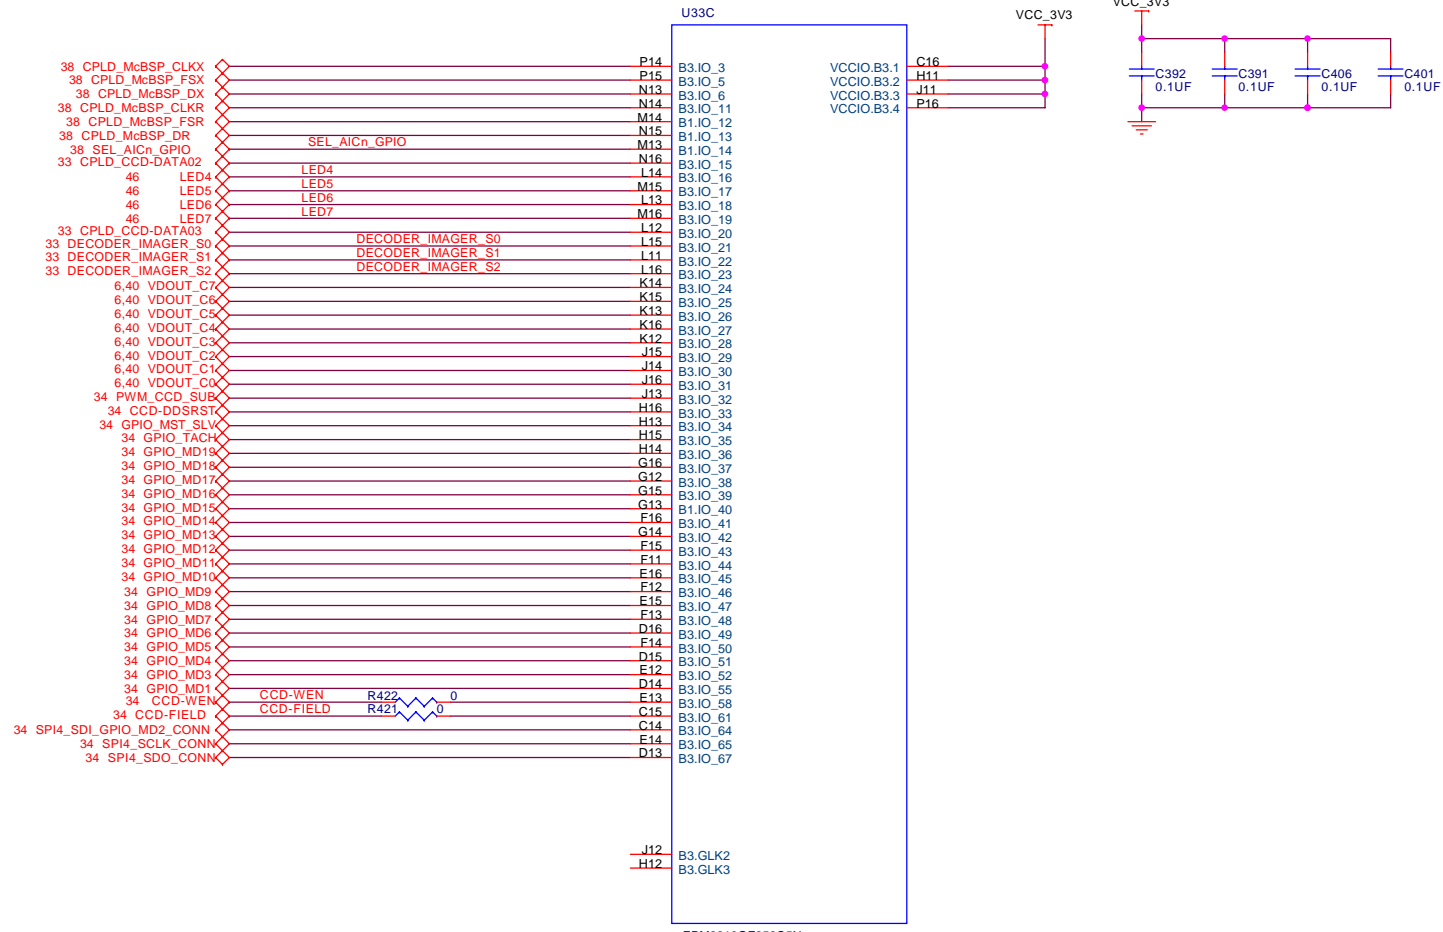 U33C
VCC_3V3
VCC_3V3
38 CPLD_McBSP_CLKX P14 B3.IO_3 VCCIO.B3.1 C16
38 CPLD_McBSP_FSX P15 B3.IO_5 VCCIO.B3.2 H11
38 CPLD_McBSP_DX N13 B3.IO_6 VCCIO.B3.3 J11
38 CPLD_McBSP_CLKR N14 B3.IO_11 VCCIO.B3.4 P16
38 CPLD_McBSP_FSR M14 B1.IO_12
38 CPLD_McBSP_DR N15 B1.IO_13
38 SEL_AICn_GPIO SEL_AICn_GPIO M13 B1.IO_14
33 CPLD_CCD-DATA02 N16 B3.IO_15
46 LED4 LED4 L14 B3.IO_16
46 LED5 LED5 M15 B3.IO_17
46 LED6 LED6 L13 B3.IO_18
46 LED7 LED7 M16 B3.IO_19
33 CPLD_CCD-DATA03 L12 B3.IO_20
33 DECODER_IMAGER_S0 DECODER_IMAGER_S0 L15 B3.IO_21
33 DECODER_IMAGER_S1 DECODER_IMAGER_S1 L11 B3.IO_22
33 DECODER_IMAGER_S2 DECODER_IMAGER_S2 L16 B3.IO_23
6,40 VDOUT_C7 K14 B3.IO_24
6,40 VDOUT_C6 K15 B3.IO_25
6,40 VDOUT_C5 K13 B3.IO_26
6,40 VDOUT_C4 K16 B3.IO_27
6,40 VDOUT_C3 K12 B3.IO_28
6,40 VDOUT_C2 J15 B3.IO_29
6,40 VDOUT_C1 J14 B3.IO_30
6,40 VDOUT_C0 J16 B3.IO_31
34 PWM_CCD_SUB J13 B3.IO_32
34 CCD-DDSRST H16 B3.IO_33
34 GPIO_MST_SLV H13 B3.IO_34
34 GPIO_TACH H15 B3.IO_35
34 GPIO_MD19 H14 B3.IO_36
34 GPIO_MD18 G16 B3.IO_37
34 GPIO_MD17 G12 B3.IO_38
34 GPIO_MD16 G15 B3.IO_39
34 GPIO_MD15 G13 B1.IO_40
34 GPIO_MD14 F16 B3.IO_41
34 GPIO_MD13 G14 B3.IO_42
34 GPIO_MD12 F15 B3.IO_43
34 GPIO_MD11 F11 B3.IO_44
34 GPIO_MD10 E16 B3.IO_45
34 GPIO_MD9 F12 B3.IO_46
34 GPIO_MD8 E15 B3.IO_47
34 GPIO_MD7 F13 B3.IO_48
34 GPIO_MD6 D16 B3.IO_49
34 GPIO_MD5 F14 B3.IO_50
34 GPIO_MD4 D15 B3.IO_51
34 GPIO_MD3 E12 B3.IO_52
34 GPIO_MD1 D14 B3.IO_55
34 CCD-WEN CCD-WEN R422 0 E13 B3.IO_58
34 CCD-FIELD CCD-FIELD R421 0 C15 B3.IO_61
34 SPI4_SDI_GPIO_MD2_CONN C14 B3.IO_64
34 SPI4_SCLK_CONN E14 B3.IO_65
34 SPI4_SDO_CONN D13 B3.IO_67
J12 B3.GLK2
H12 B3.GLK3
C392 C391 C406 C401
0.1UF 0.1UF 0.1UF 0.1UF